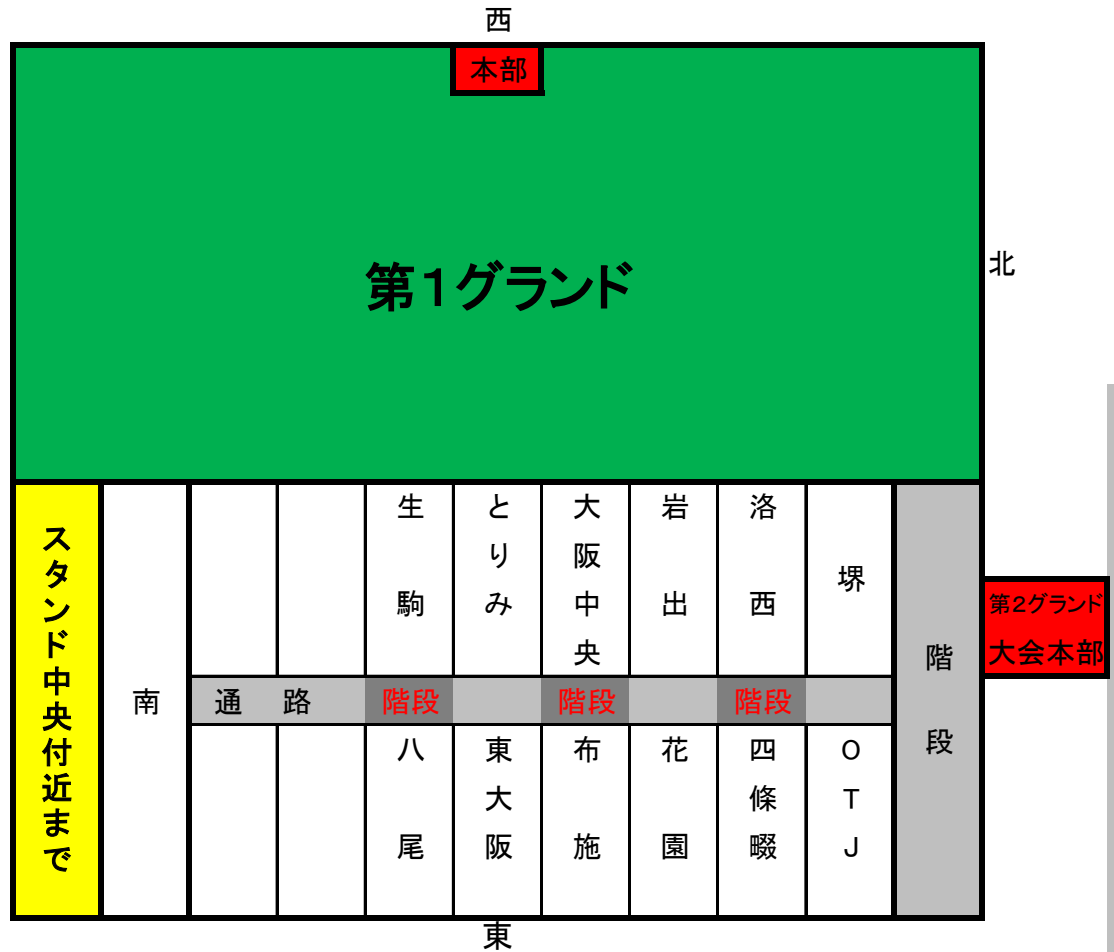 西
本部
第1グランド
北
スタンド中央付近まで
南
生駒
とりみ
大阪中央
岩出
洛西
堺
階段
第2グランド
大会本部
通路
階段
階段
階段
八尾
東大阪
布施
花園
四條畷
OTJ
東